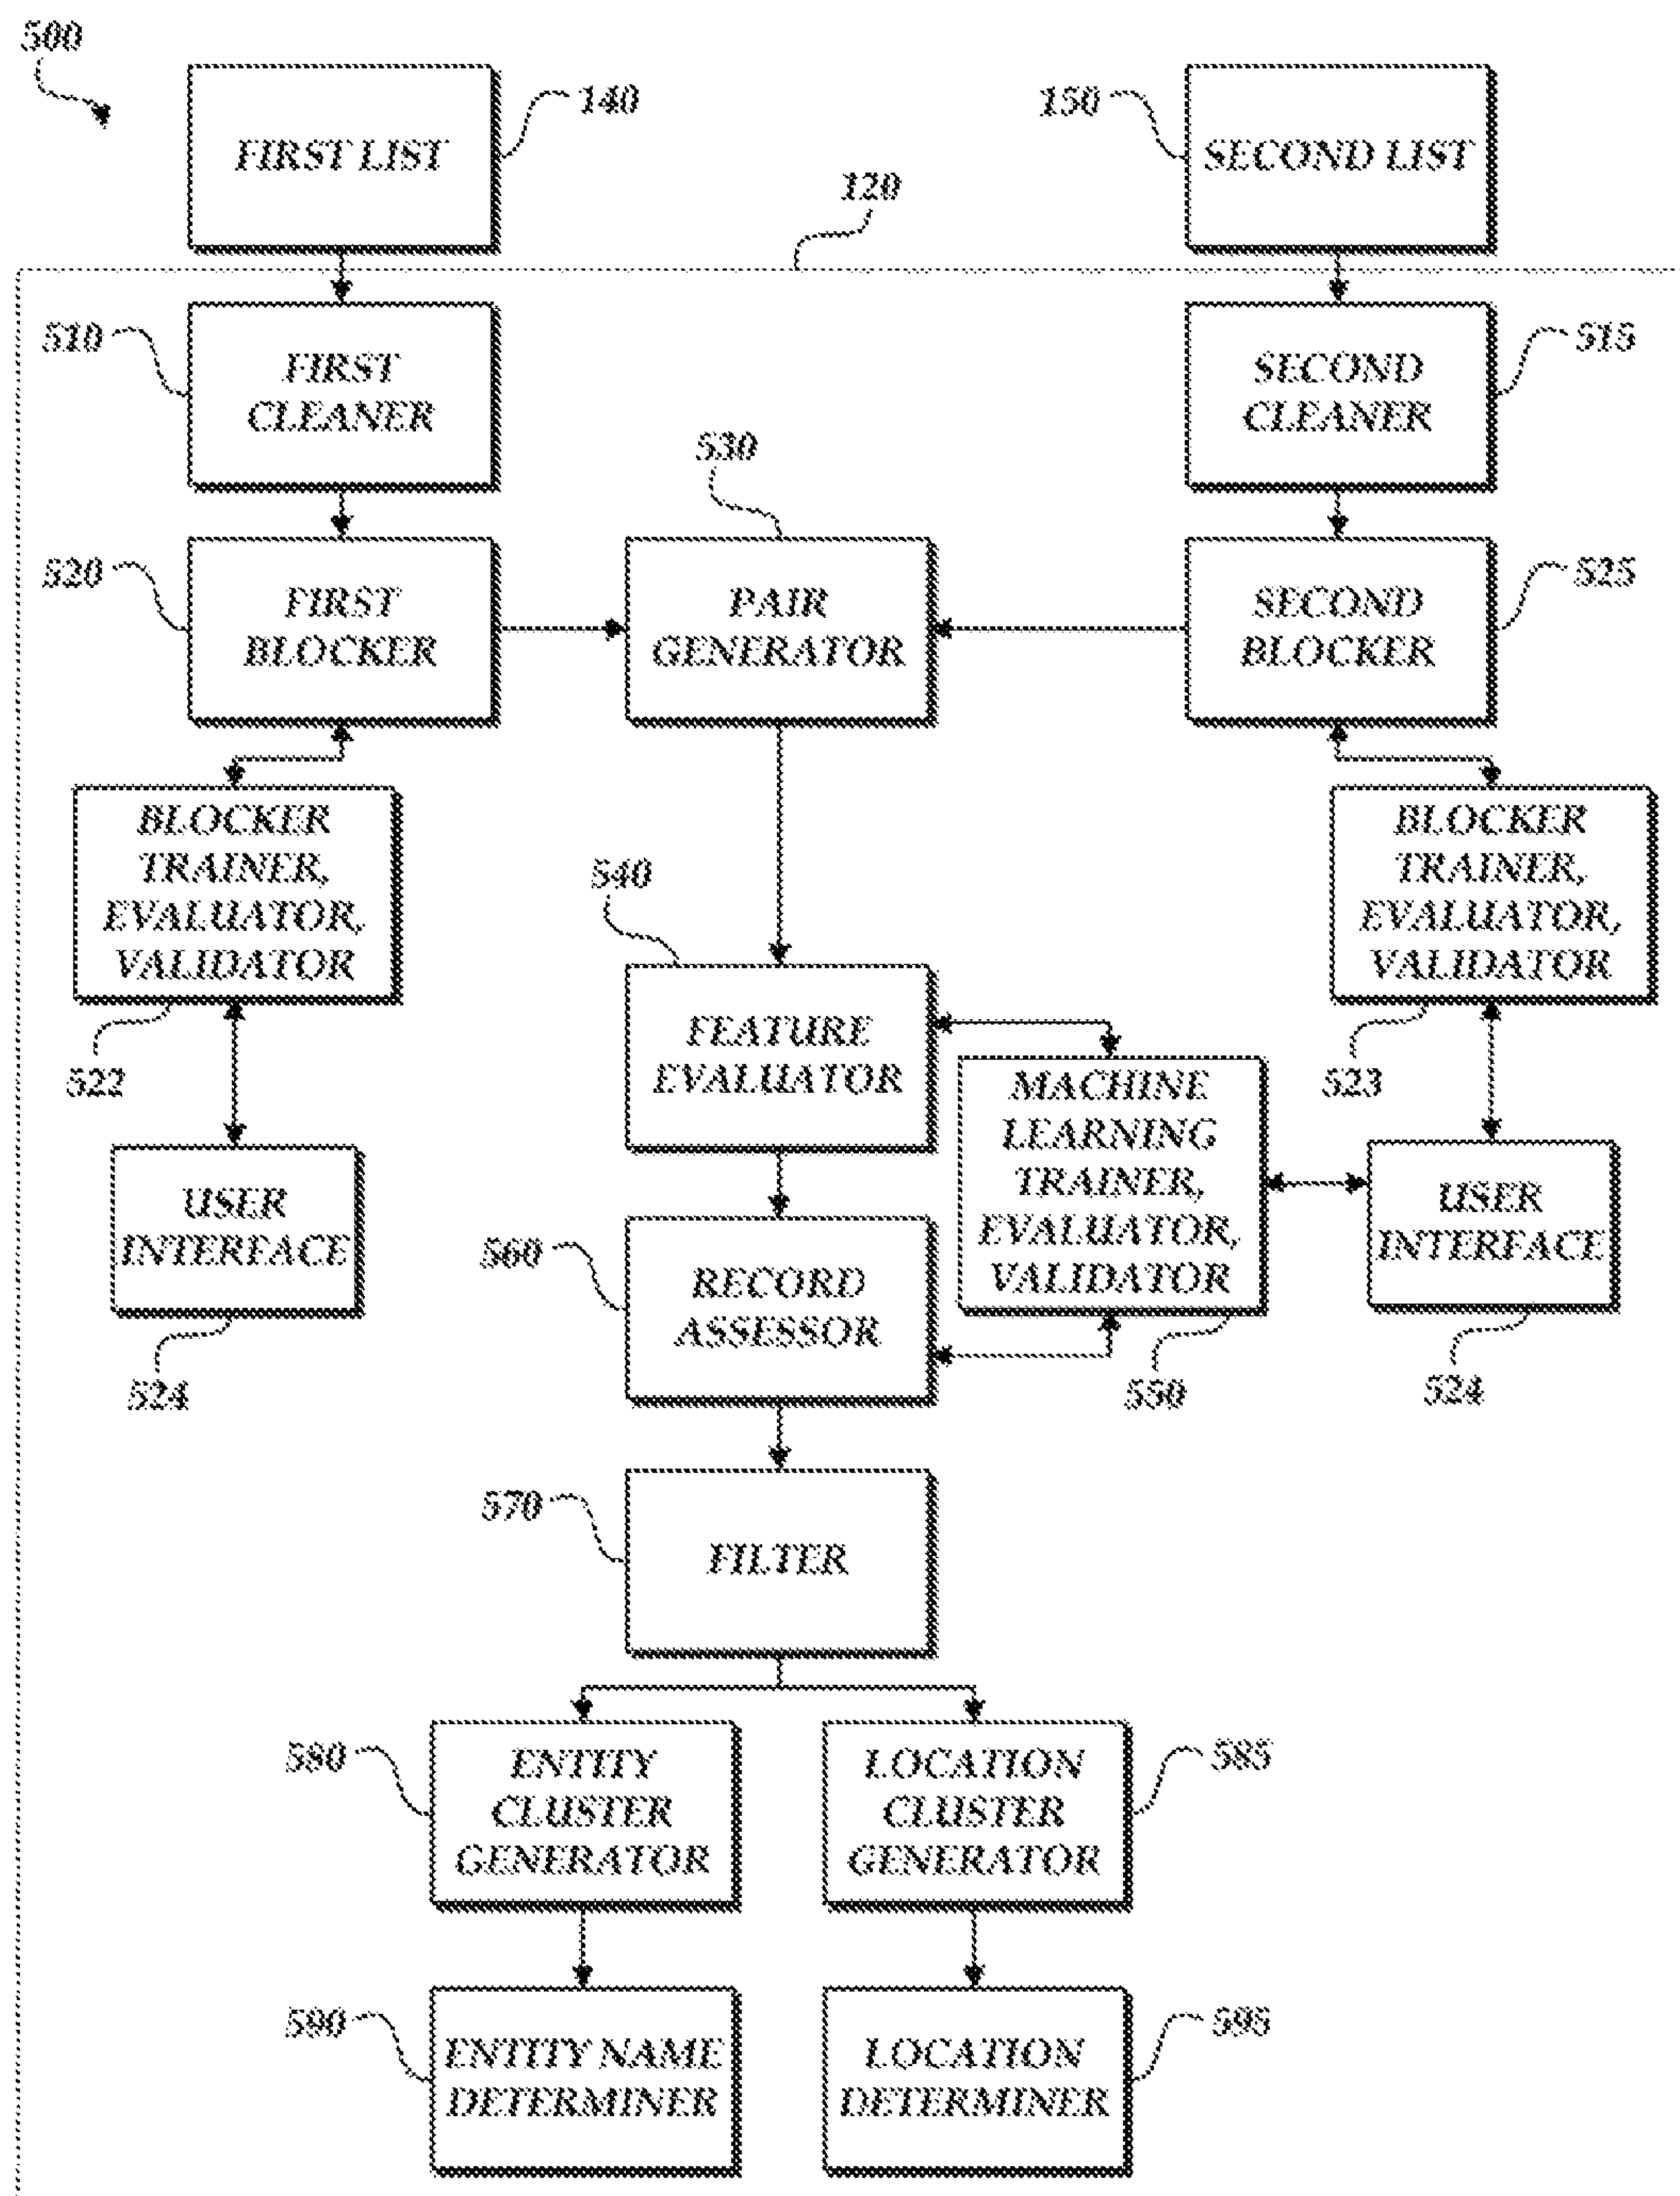 500
FIRST LIST
140
150
SECOND LIST
120
510
FIRST
CLEANER
SECOND
CLEANER
515
530
520
FIRST
BLOCKER
PAIR
GENERATOR
SECOND
BLOCKER
525
BLOCKER
TRAINER,
EVALUATOR,
VALIDATOR
522
540
BLOCKER
TRAINER,
EVALUATOR,
VALIDATOR
523
FEATURE
EVALUATOR
MACHINE
LEARNING
TRAINER,
EVALUATOR,
VALIDATOR
550
USER
INTERFACE
524
USER
INTERFACE
524
560
RECORD
ASSESSOR
570
FILTER
580
ENTITY
CLUSTER
GENERATOR
LOCATION
CLUSTER
GENERATOR
585
590
ENTITY NAME
DETERMINER
LOCATION
DETERMINER
595